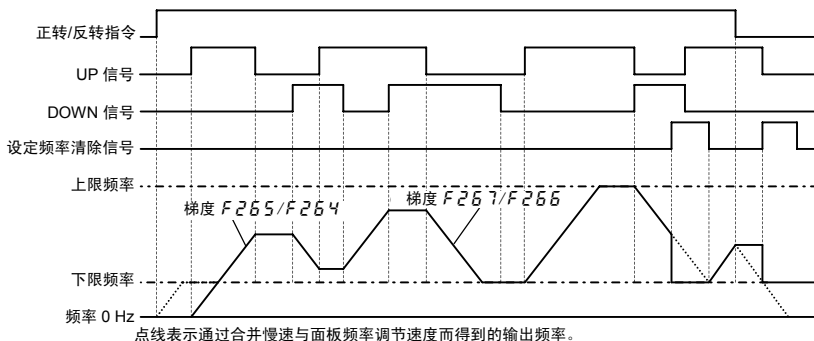 正转/反转指令
UP 信号
DOWN 信号
设定频率清除信号
上限频率
梯度 F265/F264
梯度 F267/F266
下限频率
频率 0 Hz
点线表示通过合并慢速与面板频率调节速度而得到的输出频率。